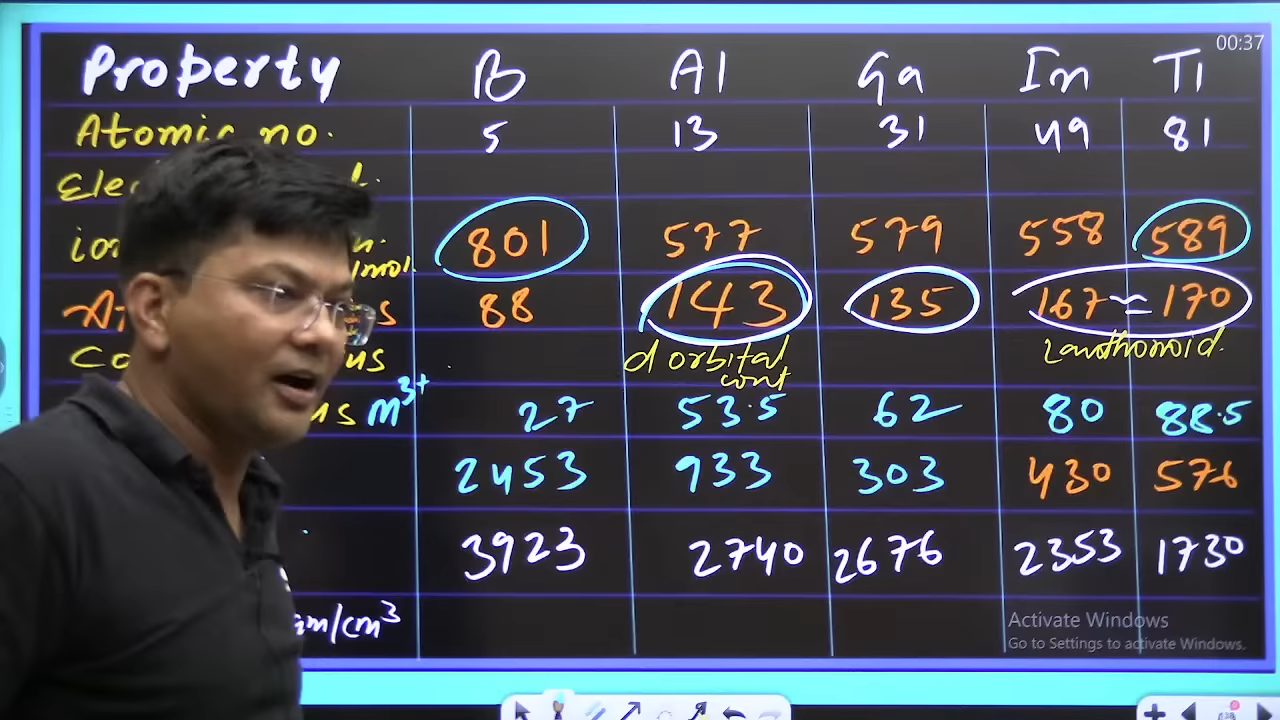 00:37
Property B Al Ga In Tl
Atomic no. 5 13 31 49 81
801 577 579 558 589
88 143 135 167 ≈ 170
d orbital
cont
m³⁺ 27 53.5 62 80 88.5
2453 933 303 430 576
3923 2740 2676 2353 1730
gm/cm³
Activate Windows
Go to Settings to activate Windows.